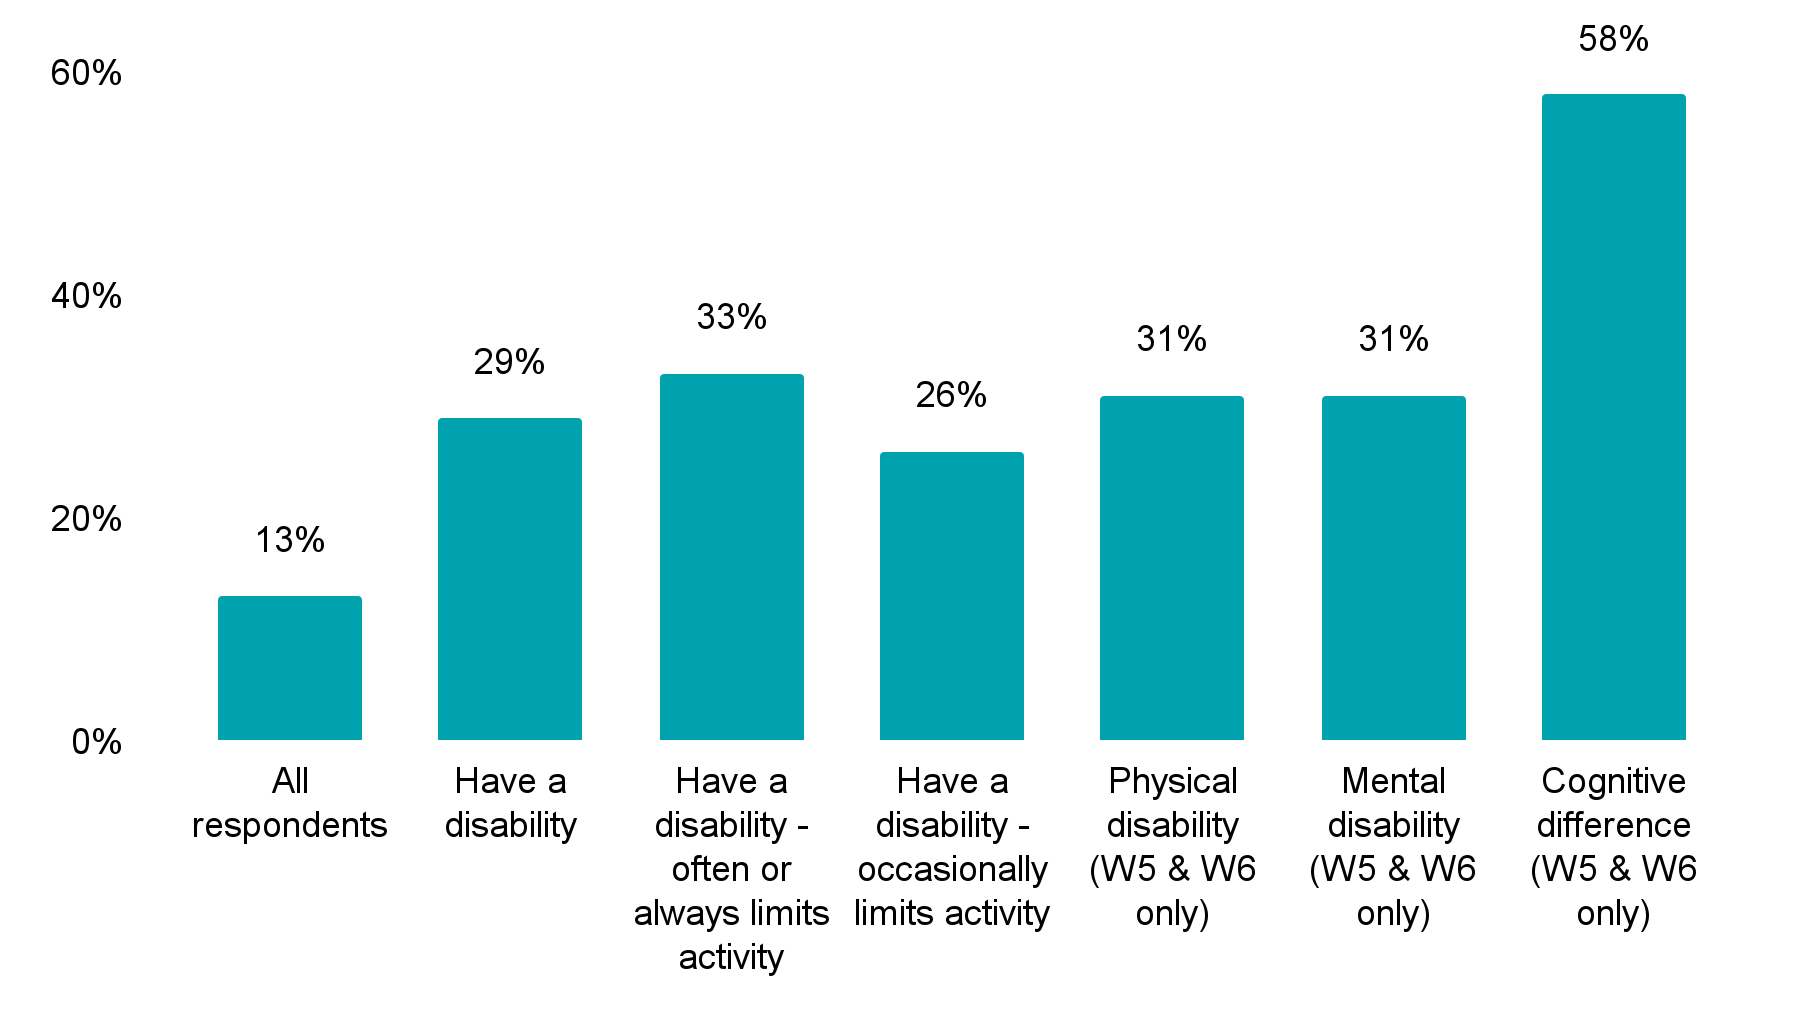 60%
40%
20%
0%
13%
29%
33%
26%
31%
31%
58%
All
respondents
Have a
disability
Have a
disability -
often or
always limits
activity
Have a
disability -
occasionally
limits activity
Physical
disability
(W5 & W6
only)
Mental
disability
(W5 & W6
only)
Cognitive
difference
(W5 & W6
only)